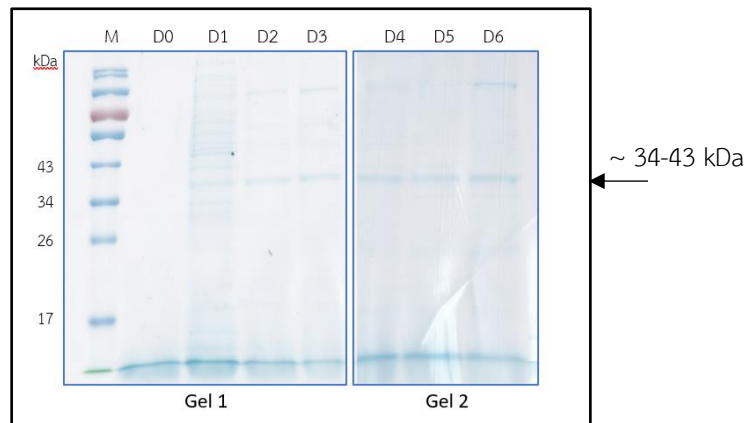 M D0 D1 D2 D3 D4 D5 D6
kDa
43
~ 34-43 kDa
34
26
17
Gel 1 Gel 2